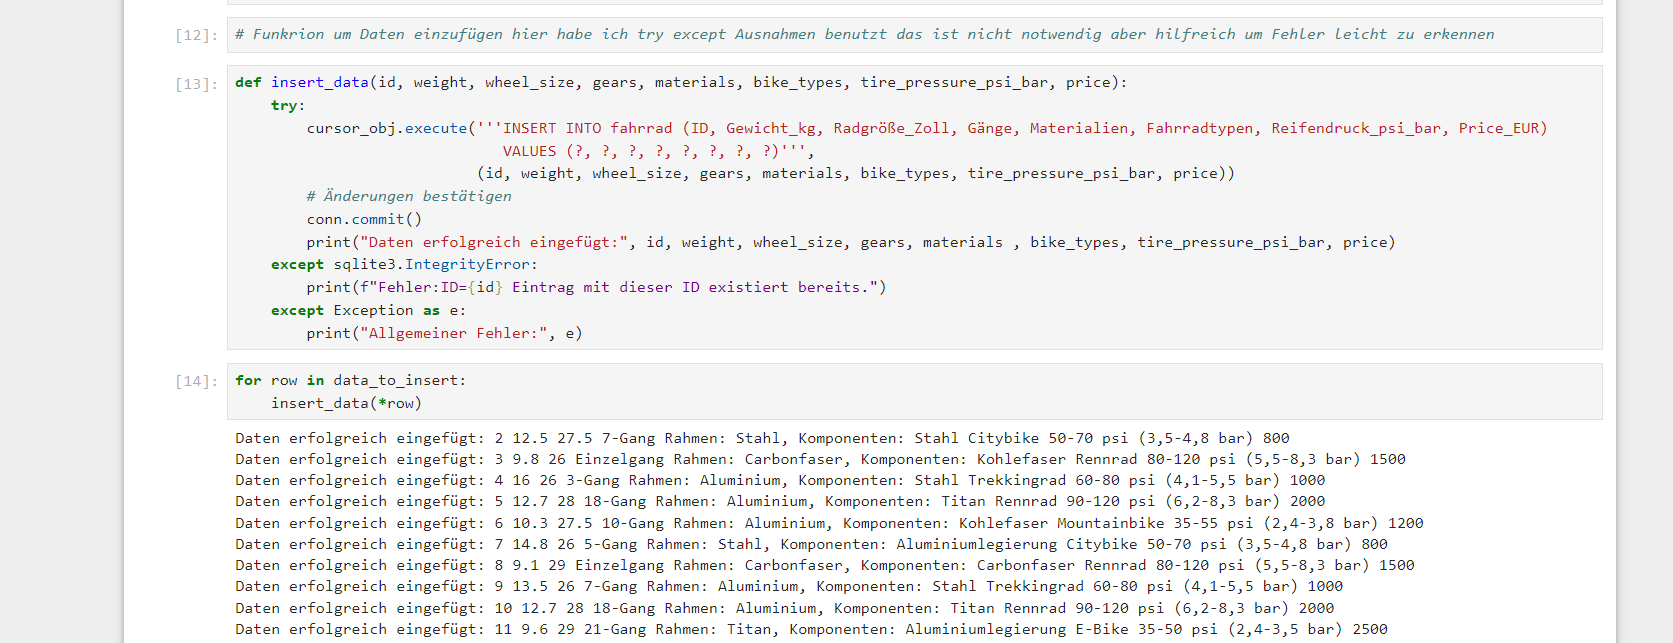 [12]: # Funkrion um Daten einzufügen hier habe ich try except Ausnahmen benutzt das ist nicht notwendig aber hilfreich um Fehler leicht zu erkennen
[13]: def insert_data(id, weight, wheel_size, gears, materials, bike_types, tire_pressure_psi_bar, price):
try:
cursor_obj.execute('''INSERT INTO fahrrad (ID, Gewicht_kg, Radgröße_Zoll, Gänge, Materialien, Fahrradtypen, Reifendruck_psi_bar, Price_EUR)
VALUES (?, ?, ?, ?, ?, ?, ?, ?)''',
(id, weight, wheel_size, gears, materials, bike_types, tire_pressure_psi_bar, price))
# Änderungen bestätigen
conn.commit()
print("Daten erfolgreich eingefügt:", id, weight, wheel_size, gears, materials , bike_types, tire_pressure_psi_bar, price)
except sqlite3.IntegrityError:
print(f"Fehler:ID={id} Eintrag mit dieser ID existiert bereits.")
except Exception as e:
print("Allgemeiner Fehler:", e)
[14]: for row in data_to_insert:
insert_data(*row)
Daten erfolgreich eingefügt: 2 12.5 27.5 7-Gang Rahmen: Stahl, Komponenten: Stahl Citybike 50-70 psi (3,5-4,8 bar) 800
Daten erfolgreich eingefügt: 3 9.8 26 Einzelgang Rahmen: Carbonfaser, Komponenten: Kohlefaser Rennrad 80-120 psi (5,5-8,3 bar) 1500
Daten erfolgreich eingefügt: 4 16 26 3-Gang Rahmen: Aluminium, Komponenten: Stahl Trekkingrad 60-80 psi (4,1-5,5 bar) 1000
Daten erfolgreich eingefügt: 5 12.7 28 18-Gang Rahmen: Aluminium, Komponenten: Titan Rennrad 90-120 psi (6,2-8,3 bar) 2000
Daten erfolgreich eingefügt: 6 10.3 27.5 10-Gang Rahmen: Aluminium, Komponenten: Kohlefaser Mountainbike 35-55 psi (2,4-3,8 bar) 1200
Daten erfolgreich eingefügt: 7 14.8 26 5-Gang Rahmen: Stahl, Komponenten: Aluminiumlegierung Citybike 50-70 psi (3,5-4,8 bar) 800
Daten erfolgreich eingefügt: 8 9.1 29 Einzelgang Rahmen: Carbonfaser, Komponenten: Carbonfaser Rennrad 80-120 psi (5,5-8,3 bar) 1500
Daten erfolgreich eingefügt: 9 13.5 26 7-Gang Rahmen: Aluminium, Komponenten: Stahl Trekkingrad 60-80 psi (4,1-5,5 bar) 1000
Daten erfolgreich eingefügt: 10 12.7 28 18-Gang Rahmen: Aluminium, Komponenten: Titan Rennrad 90-120 psi (6,2-8,3 bar) 2000
Daten erfolgreich eingefügt: 11 9.6 29 21-Gang Rahmen: Titan, Komponenten: Aluminiumlegierung E-Bike 35-50 psi (2,4-3,5 bar) 2500